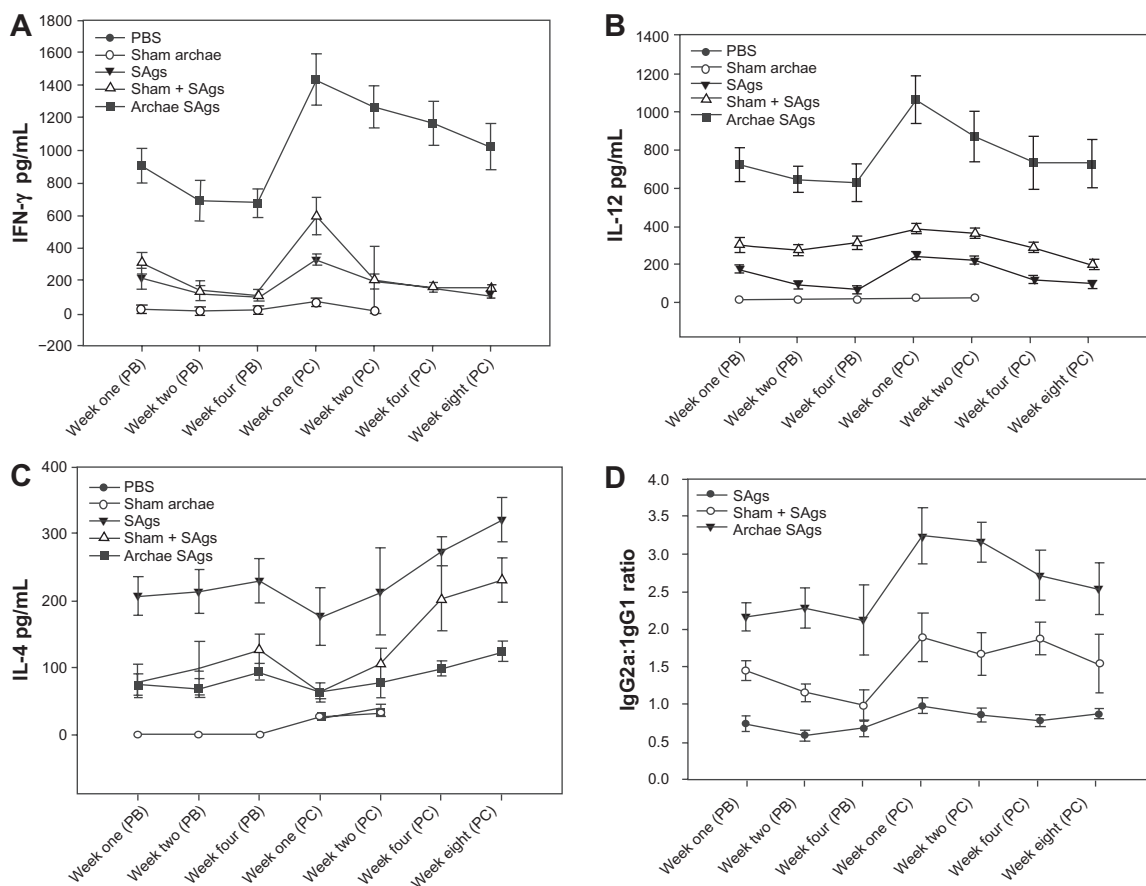 A
IFN-γ pg/mL
1800
1600
1400
1200
1000
800
600
400
200
0
−200
PBS
Sham archae
SAgs
Sham + SAgs
Archae SAgs
Week one (PB)
Week two (PB)
Week four (PB)
Week one (PC)
Week two (PC)
Week four (PC)
Week eight (PC)
B
IL-12 pg/mL
1400
1200
1000
800
600
400
200
0
PBS
Sham archae
SAgs
Sham + SAgs
Archae SAgs
Week one (PB)
Week two (PB)
Week four (PB)
Week one (PC)
Week two (PC)
Week four (PC)
Week eight (PC)
C
IL-4 pg/mL
400
300
200
100
0
PBS
Sham archae
SAgs
Sham + SAgs
Archae SAgs
Week one (PB)
Week two (PB)
Week four (PB)
Week one (PC)
Week two (PC)
Week four (PC)
Week eight (PC)
D
IgG2a:1gG1 ratio
4.0
3.5
3.0
2.5
2.0
1.5
1.0
0.5
0.0
SAgs
Sham + SAgs
Archae SAgs
Week one (PB)
Week two (PB)
Week four (PB)
Week one (PC)
Week two (PC)
Week four (PC)
Week eight (PC)